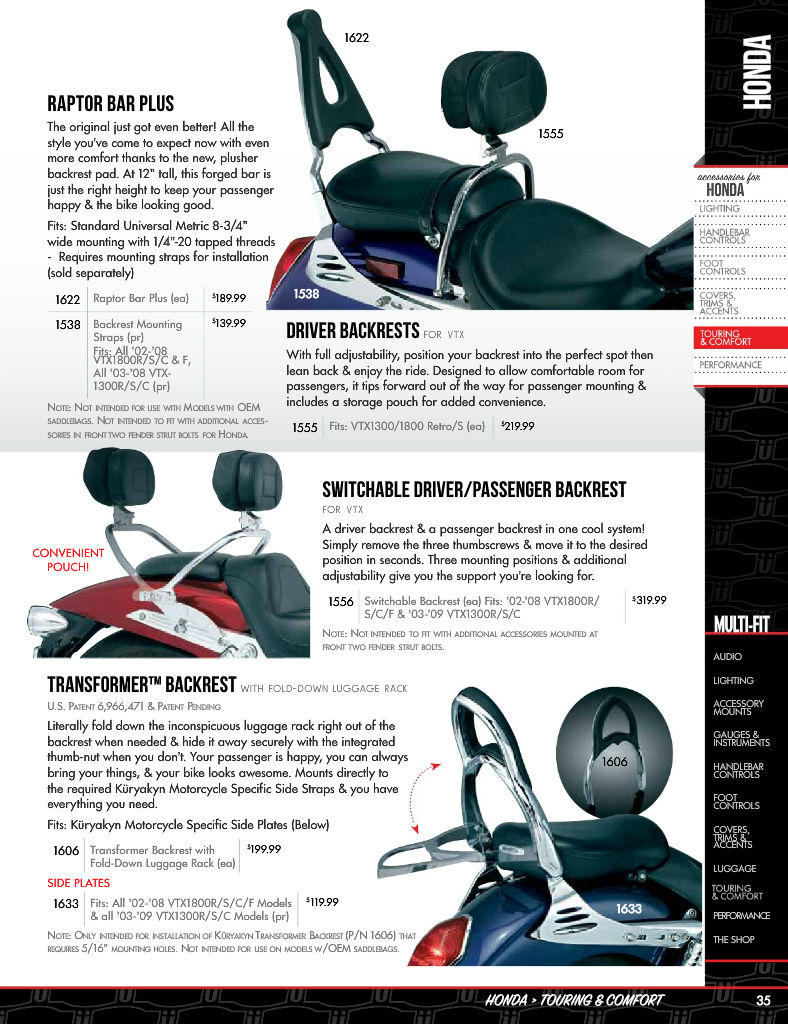 1622
1555
RAPTOR BAR PLUS
The original just got even better! All the
style you've come to expect now with even
more comfort thanks to the new, plusher
backrest pad. At 12" tall, this forged bar is
just the right height to keep your passenger
happy & the bike looking good.
Fits: Standard Universal Metric 8-3/4"
wide mounting with 1/4"-20 tapped threads
- Requires mounting straps for installation
(sold separately)
1622 Raptor Bar Plus (ea) $189.99
1538 Backrest Mounting $139.99
Straps (pr)
Fits: All '02-'08
VTX1800R/S/C & F,
All '03-'08 VTX-
1300R/S/C (pr)
NOTE: NOT INTENDED FOR USE WITH MODELS WITH OEM
SADDLEBAGS. NOT INTENDED TO FIT WITH ADDITIONAL ACCES-
SORIES IN FRONT TWO FENDER STRUT BOLTS FOR HONDA.
1538
DRIVER BACKRESTS FOR VTX
With full adjustability, position your backrest into the perfect spot then
lean back & enjoy the ride. Designed to allow comfortable room for
passengers, it tips forward out of the way for passenger mounting &
includes a storage pouch for added convenience.
1555 Fits: VTX1300/1800 Retro/S (ea) $219.99
CONVENIENT
POUCH!
SWITCHABLE DRIVER/PASSENGER BACKREST
FOR VTX
A driver backrest & a passenger backrest in one cool system!
Simply remove the three thumbscrews & move it to the desired
position in seconds. Three mounting positions & additional
adjustability give you the support you're looking for.
1556 Switchable Backrest (ea) Fits: '02-'08 VTX1800R/ $319.99
S/C/F & '03-'09 VTX1300R/S/C
NOTE: NOT INTENDED TO FIT WITH ADDITIONAL ACCESSORIES MOUNTED AT
FRONT TWO FENDER STRUT BOLTS.
TRANSFORMER™ BACKREST WITH FOLD-DOWN LUGGAGE RACK
U.S. PATENT 6,966,471 & PATENT PENDING
Literally fold down the inconspicuous luggage rack right out of the
backrest when needed & hide it away securely with the integrated
thumb-nut when you don't. Your passenger is happy, you can always
bring your things, & your bike looks awesome. Mounts directly to
the required Küryakyn Motorcycle Specific Side Straps & you have
everything you need.
Fits: Küryakyn Motorcycle Specific Side Plates (Below)
1606 Transformer Backrest with $199.99
Fold-Down Luggage Rack (ea)
SIDE PLATES
1633 Fits: All '02-'08 VTX1800R/S/C/F Models $119.99
& all '03-'09 VTX1300R/S/C Models (pr)
NOTE: ONLY INTENDED FOR INSTALLATION OF KÜRYAKYN TRANSFORMER BACKREST (P/N 1606) THAT
REQUIRES 5/16" MOUNTING HOLES. NOT INTENDED FOR USE ON MODELS W/OEM SADDLEBAGS.
1606
1633
HONDA
accessories for
HONDA
LIGHTING
HANDLEBAR
CONTROLS
FOOT
CONTROLS
COVERS,
TRIMS &
ACCENTS
TOURING
& COMFORT
PERFORMANCE
MULTI-FIT
AUDIO
LIGHTING
ACCESSORY
MOUNTS
GAUGES &
INSTRUMENTS
HANDLEBAR
CONTROLS
FOOT
CONTROLS
COVERS,
TRIMS &
ACCENTS
LUGGAGE
TOURING
& COMFORT
PERFORMANCE
THE SHOP
HONDA > TOURING & COMFORT 35